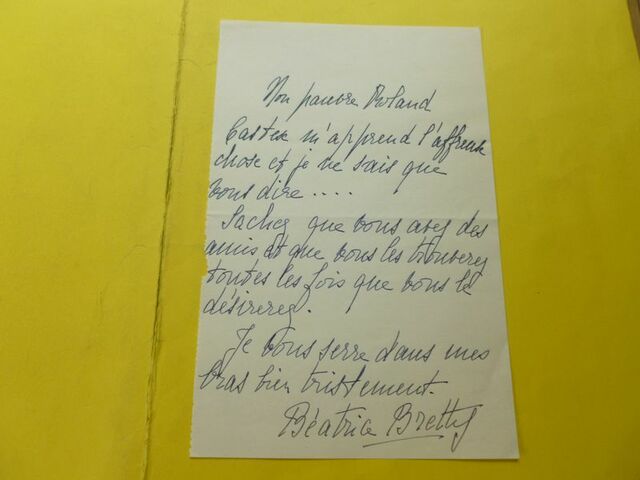 Mon pauvre Roland
Castex m'apprend l'affreuse
chose et je ne sais que
vous dire ....
Sachez que vous avez des
amis et que vous les trouverez
toutes les fois que vous le
désirerez.
Je vous serre dans mes
bras bien tristement.
Béatrice Bretty